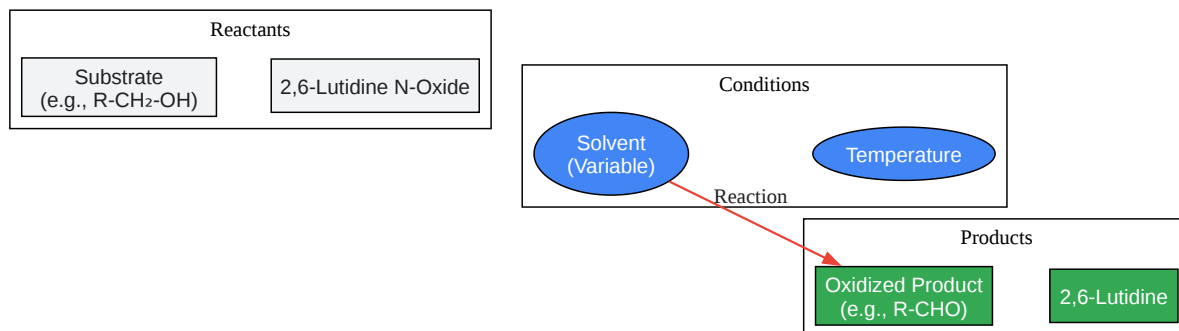 Reactants
Substrate
(e.g., R-CH₂-OH)
2,6-Lutidine N-Oxide
Conditions
Solvent
(Variable)
Temperature
Reaction
Products
Oxidized Product
(e.g., R-CHO)
2,6-Lutidine